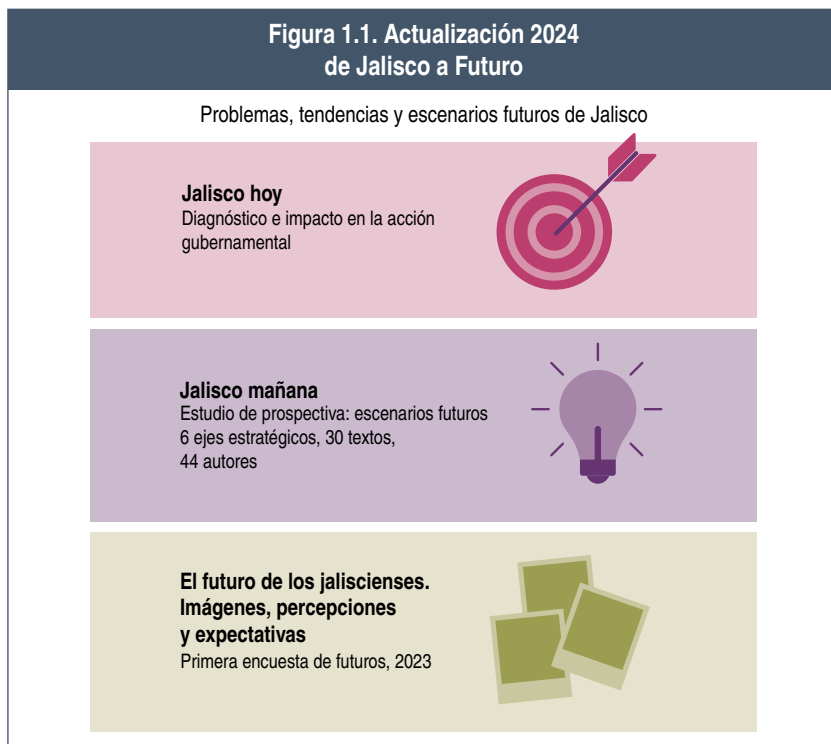 Figura 1.1. Actualización 2024
de Jalisco a Futuro
Problemas, tendencias y escenarios futuros de Jalisco
Jalisco hoy
Diagnóstico e impacto en la acción
gubernamental
Jalisco mañana
Estudio de prospectiva: escenarios futuros
6 ejes estratégicos, 30 textos,
44 autores
El futuro de los jaliscienses.
Imágenes, percepciones
y expectativas
Primera encuesta de futuros, 2023